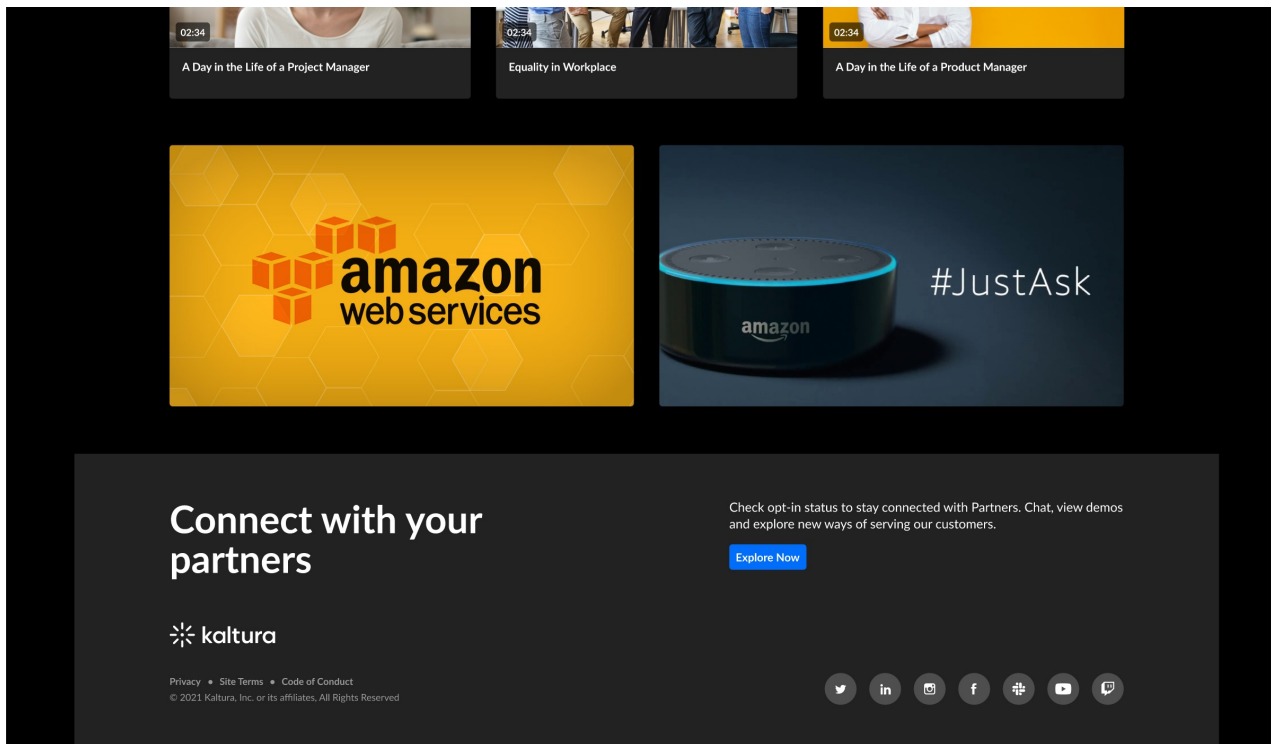 02:34
02:34
02:34
A Day in the Life of a Project Manager
Equality in Workplace
A Day in the Life of a Product Manager
amazon
web services
amazon
#JustAsk
Connect with your
partners
Check opt-in status to stay connected with Partners. Chat, view demos
and explore new ways of serving our customers.
Explore Now
kaltura
Privacy • Site Terms • Code of Conduct
© 2021 Kaltura, Inc. or its affiliates, All Rights Reserved
in
f